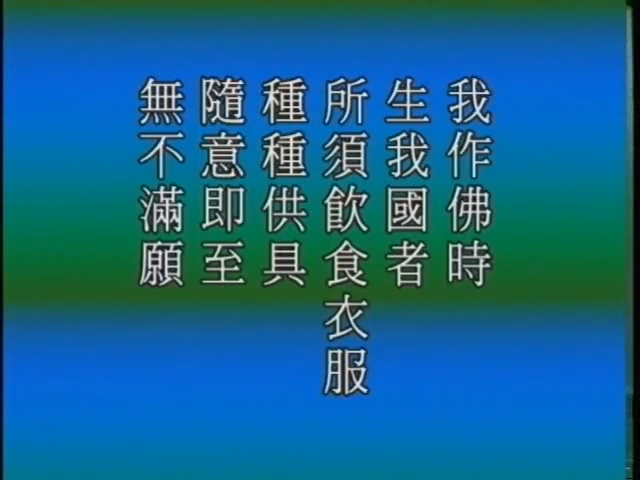 我作佛時
生我國者
所須飲食衣服
種種供具
隨意即至
無不滿願